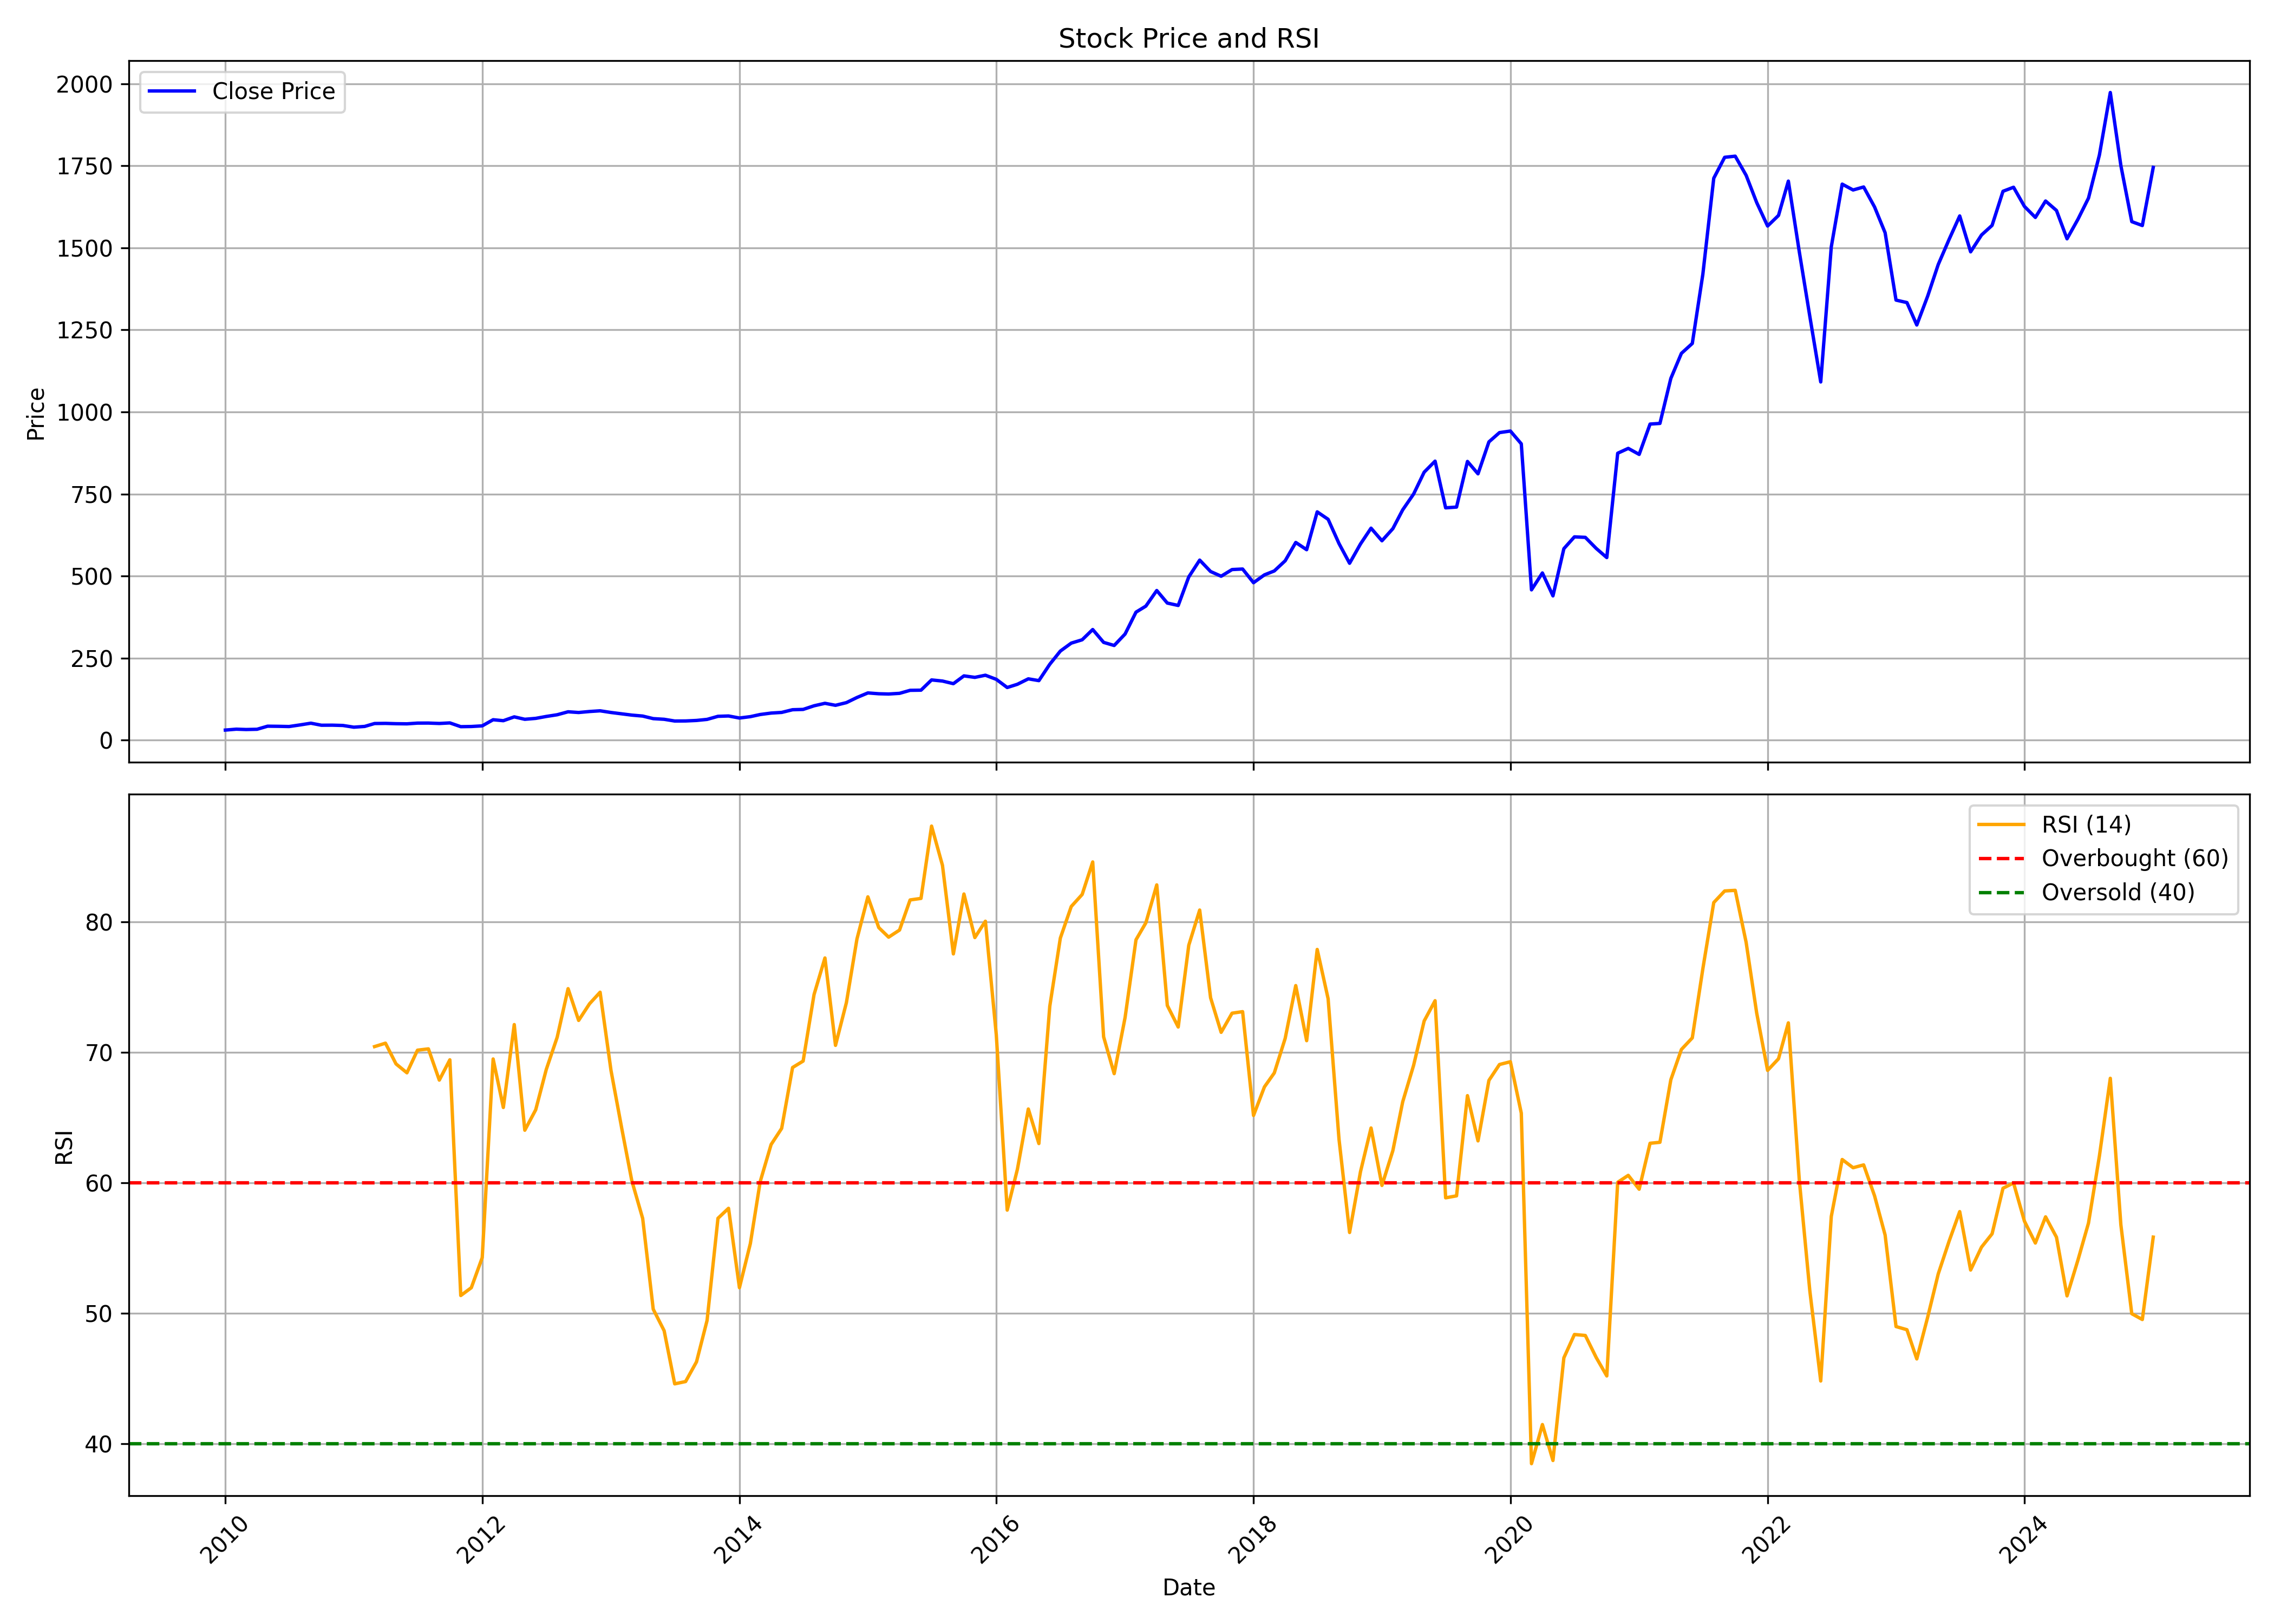 Stock Price and RSI
Close Price
2000
1750
1500
1250
1000
750
500
250
0
Price
RSI (14)
Overbought (60)
Oversold (40)
80
70
60
50
40
RSI
2010
2012
2014
2016
2018
2020
2022
2024
Date